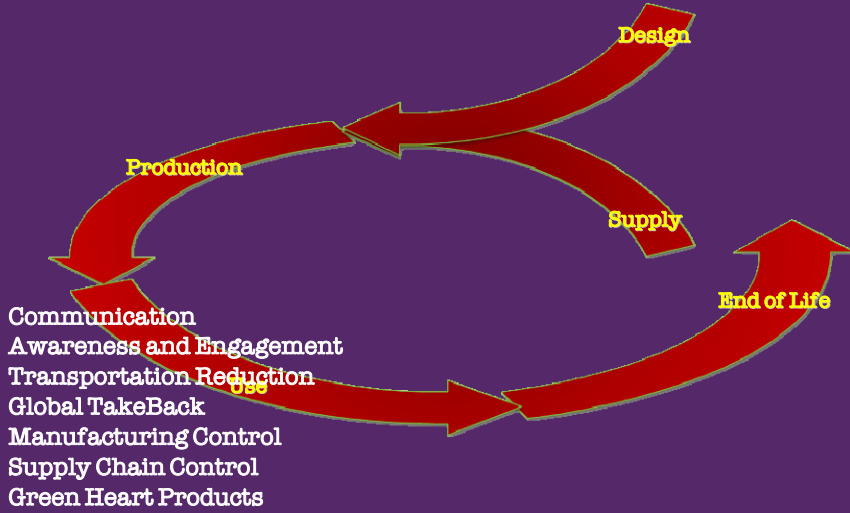 Design
Production
Supply
End of Life
Communication
Awareness and Engagement
Transportation Reduction
Use
Global TakeBack
Manufacturing Control
Supply Chain Control
Green Heart Products